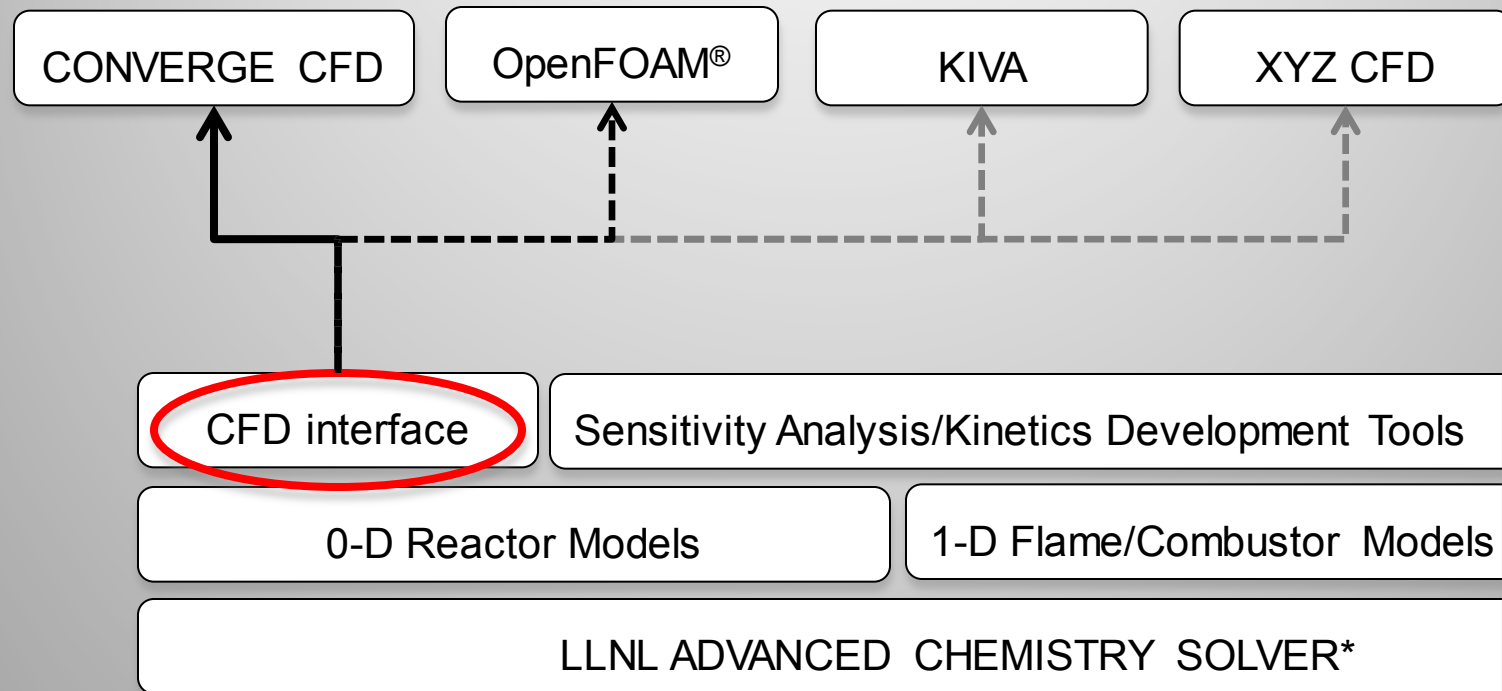 CONVERGE CFD
OpenFOAM®
KIVA
XYZ CFD
CFD interface
Sensitivity Analysis/Kinetics Development Tools
0-D Reactor Models
1-D Flame/Combustor Models
LLNL ADVANCED CHEMISTRY SOLVER*